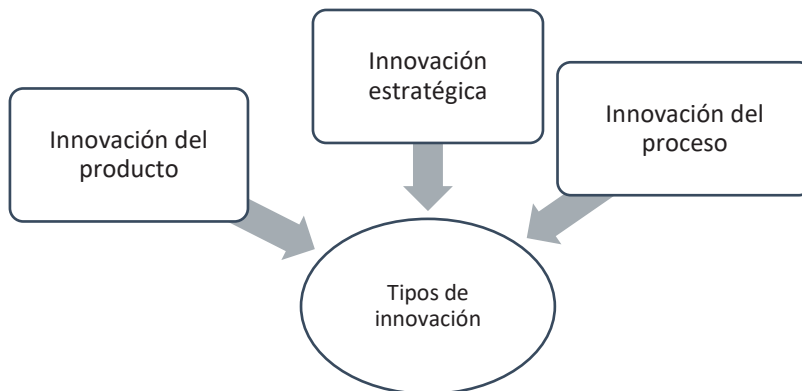 Innovación
estratégica
Innovación del
producto
Innovación del
proceso
Tipos de
innovación